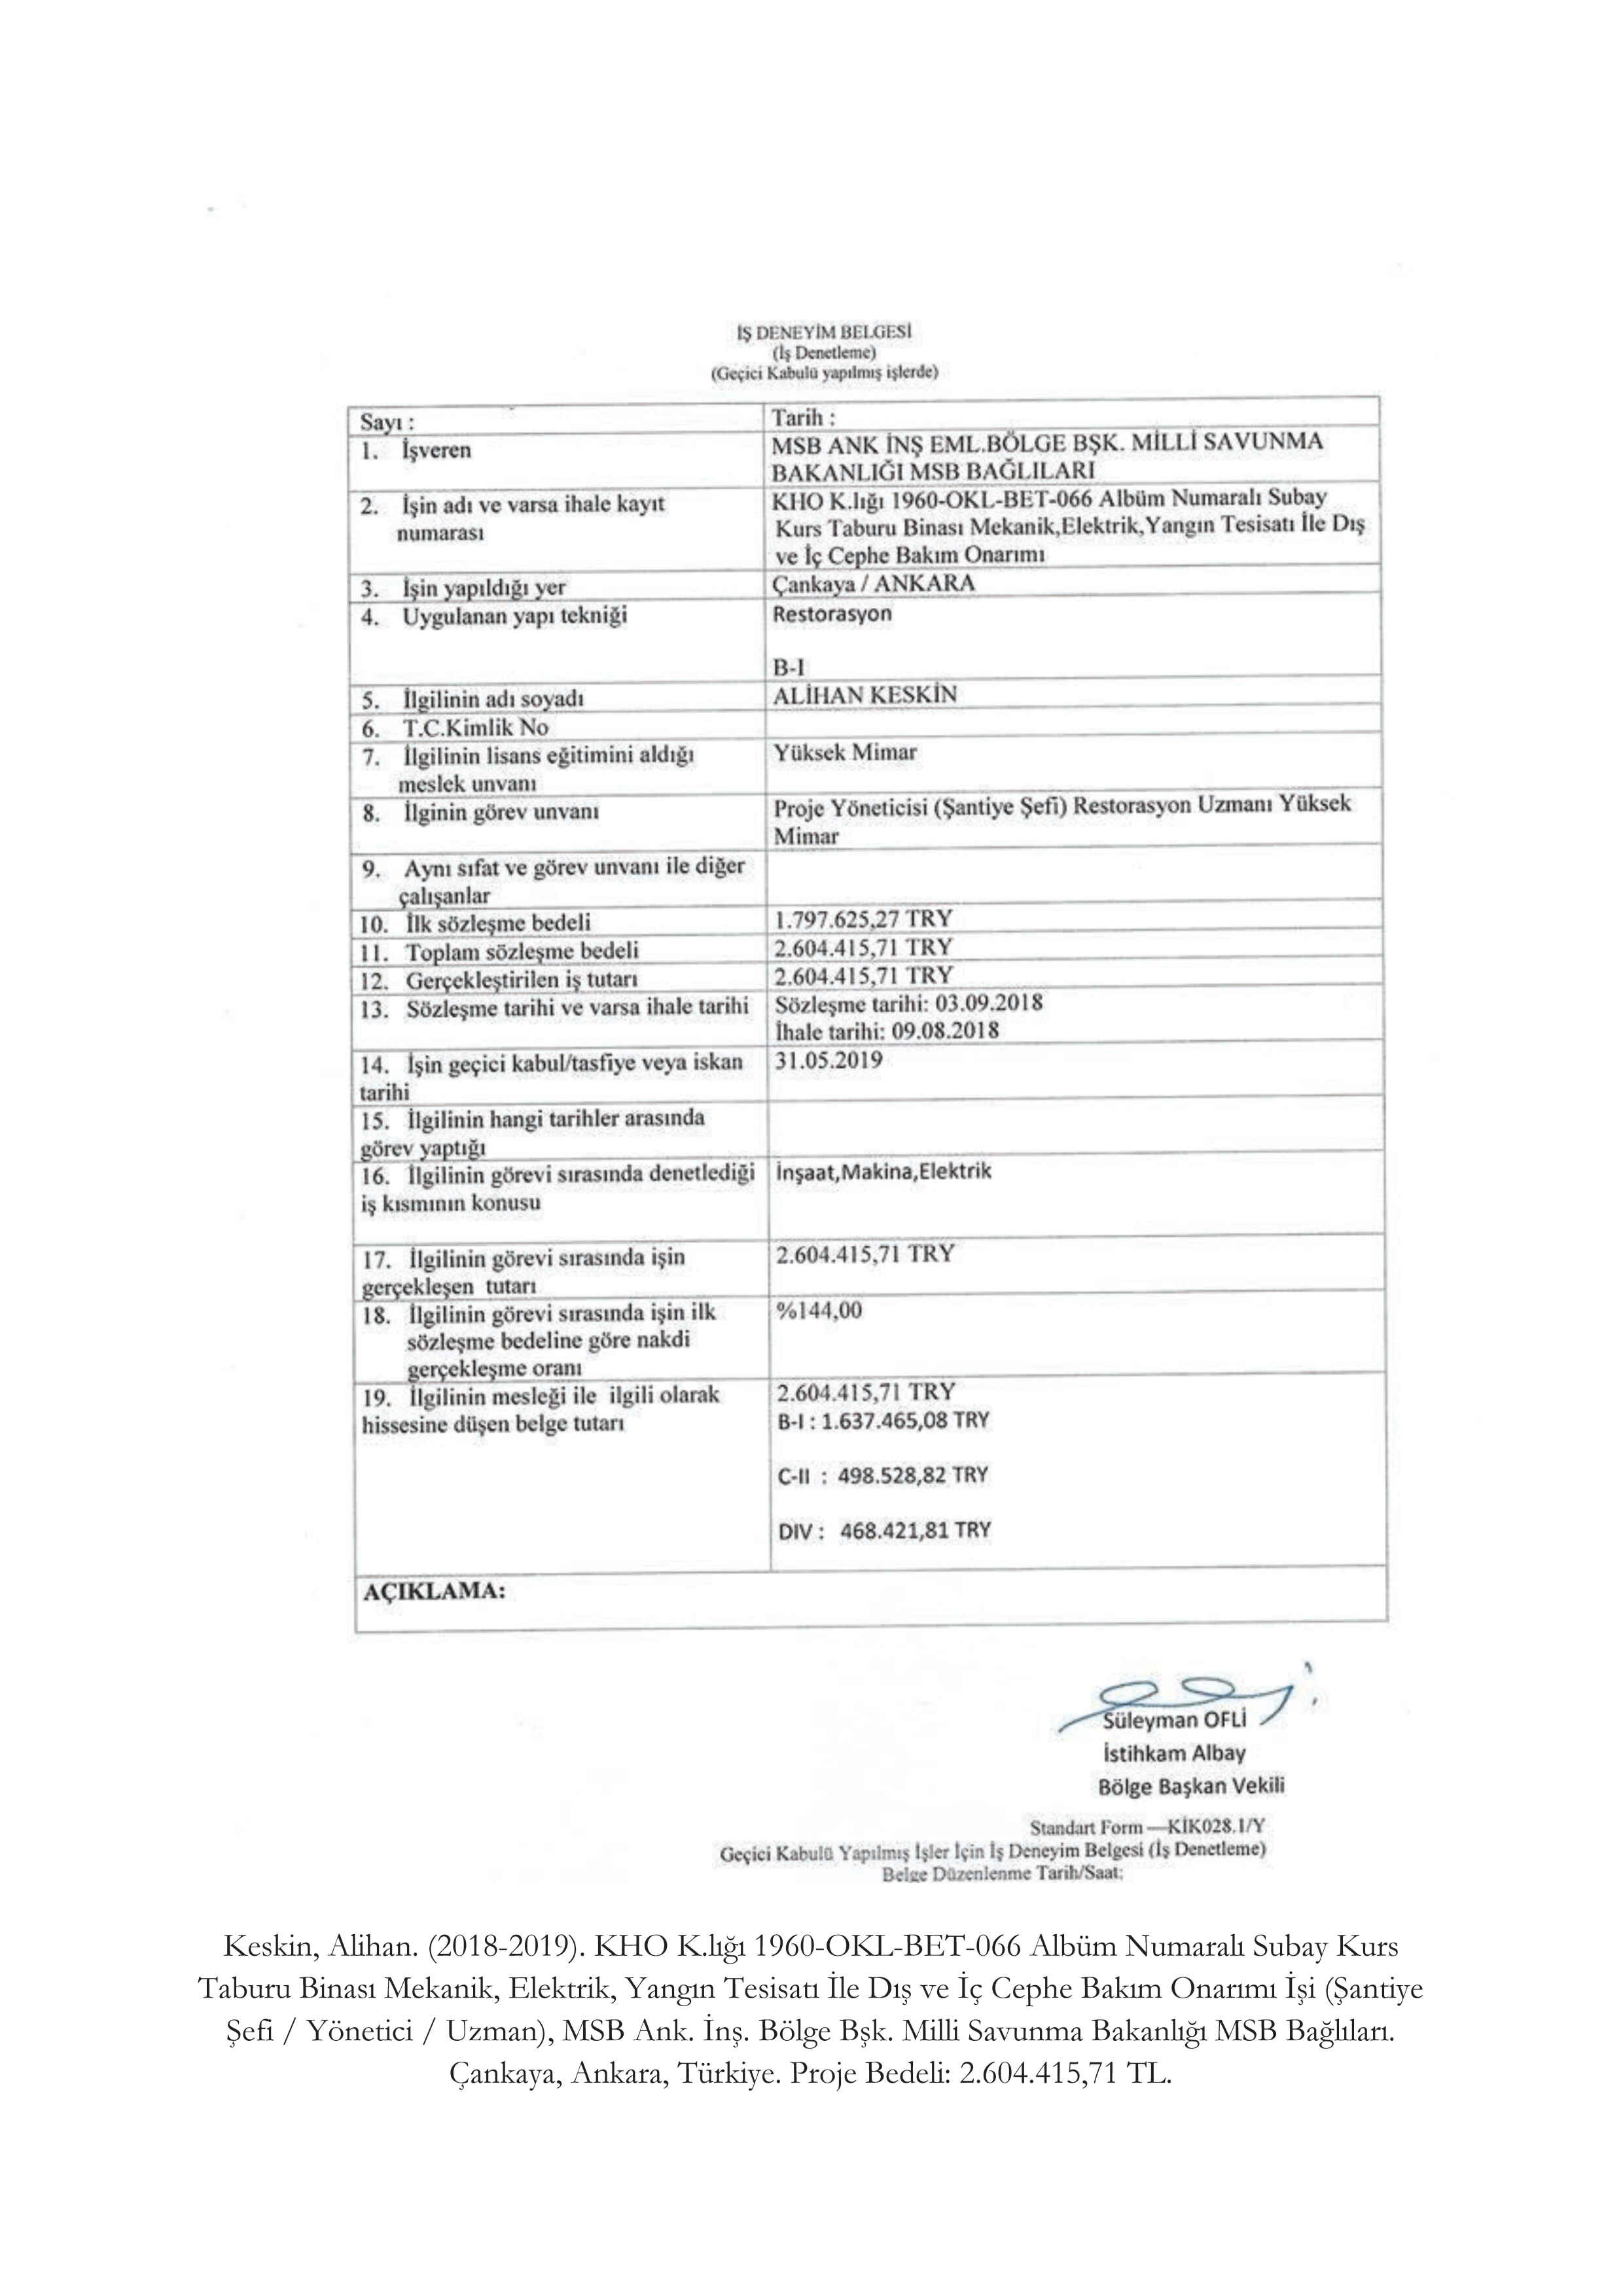 İŞ DENEYİM BELGESİ
(İş Denetleme)
(Geçici Kabulü yapılmış işlerde)
Sayı :
Tarih :
1. İşveren
MSB ANK İNŞ EML.BÖLGE BŞK. MİLLİ SAVUNMA
BAKANLIĞI MSB BAĞLILARI
2. İşin adı ve varsa ihale kayıt
numarası
KHO K.lığı 1960-OKL-BET-066 Albüm Numaralı Subay
Kurs Taburu Binası Mekanik,Elektrik,Yangın Tesisatı İle Dış
ve İç Cephe Bakım Onarımı
3. İşin yapıldığı yer
Çankaya / ANKARA
4. Uygulanan yapı tekniği
Restorasyon
B-I
5. İlgilinin adı soyadı
ALİHAN KESKİN
6. T.C.Kimlik No
7. İlgilinin lisans eğitimini aldığı
meslek unvanı
Yüksek Mimar
8. İlginin görev unvanı
Proje Yöneticisi (Şantiye Şefi) Restorasyon Uzmanı Yüksek
Mimar
9. Aynı sıfat ve görev unvanı ile diğer
çalışanlar
10. İlk sözleşme bedeli
1.797.625,27 TRY
11. Toplam sözleşme bedeli
2.604.415,71 TRY
12. Gerçekleştirilen iş tutarı
2.604.415,71 TRY
13. Sözleşme tarihi ve varsa ihale tarihi
Sözleşme tarihi: 03.09.2018
İhale tarihi: 09.08.2018
14. İşin geçici kabul/tasfiye veya iskan
tarihi
31.05.2019
15. İlgilinin hangi tarihler arasında
görev yaptığı
16. İlgilinin görevi sırasında denetlediği
iş kısmının konusu
İnşaat,Makina,Elektrik
17. İlgilinin görevi sırasında işin
gerçekleşen tutarı
2.604.415,71 TRY
18. İlgilinin görevi sırasında işin ilk
sözleşme bedeline göre nakdi
gerçekleşme oranı
%144,00
19. İlgilinin mesleği ile ilgili olarak
hissesine düşen belge tutarı
2.604.415,71 TRY
B-I : 1.637.465,08 TRY
C-II : 498.528,82 TRY
DIV : 468.421,81 TRY
AÇIKLAMA:
Süleyman OFLİ
İstihkam Albay
Bölge Başkan Vekili
Standart Form —KİK028.1/Y
Geçici Kabulü Yapılmış İşler İçin İş Deneyim Belgesi (İş Denetleme)
Belge Düzenlenme Tarih/Saat:
Keskin, Alihan. (2018-2019). KHO K.lığı 1960-OKL-BET-066 Albüm Numaralı Subay Kurs
Taburu Binası Mekanik, Elektrik, Yangın Tesisatı İle Dış ve İç Cephe Bakım Onarımı İşi (Şantiye
Şefi / Yönetici / Uzman), MSB Ank. İnş. Bölge Bşk. Milli Savunma Bakanlığı MSB Bağlıları.
Çankaya, Ankara, Türkiye. Proje Bedeli: 2.604.415,71 TL.